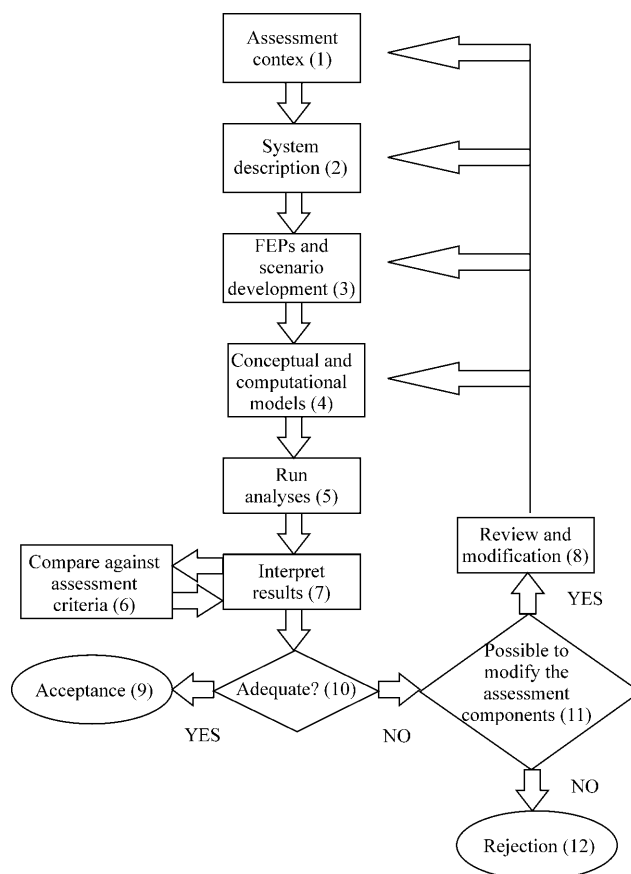 Assessment
contex (1)
System
description (2)
FEPs and
scenario
development (3)
Conceptual and
computational
models (4)
Run
analyses (5)
Review and
modification (8)
Compare against
assessment
criteria (6)
Interpret
results (7)
YES
Possible to
modify the
assessment
components (11)
Acceptance (9)
Adequate? (10)
YES
NO
NO
Rejection (12)